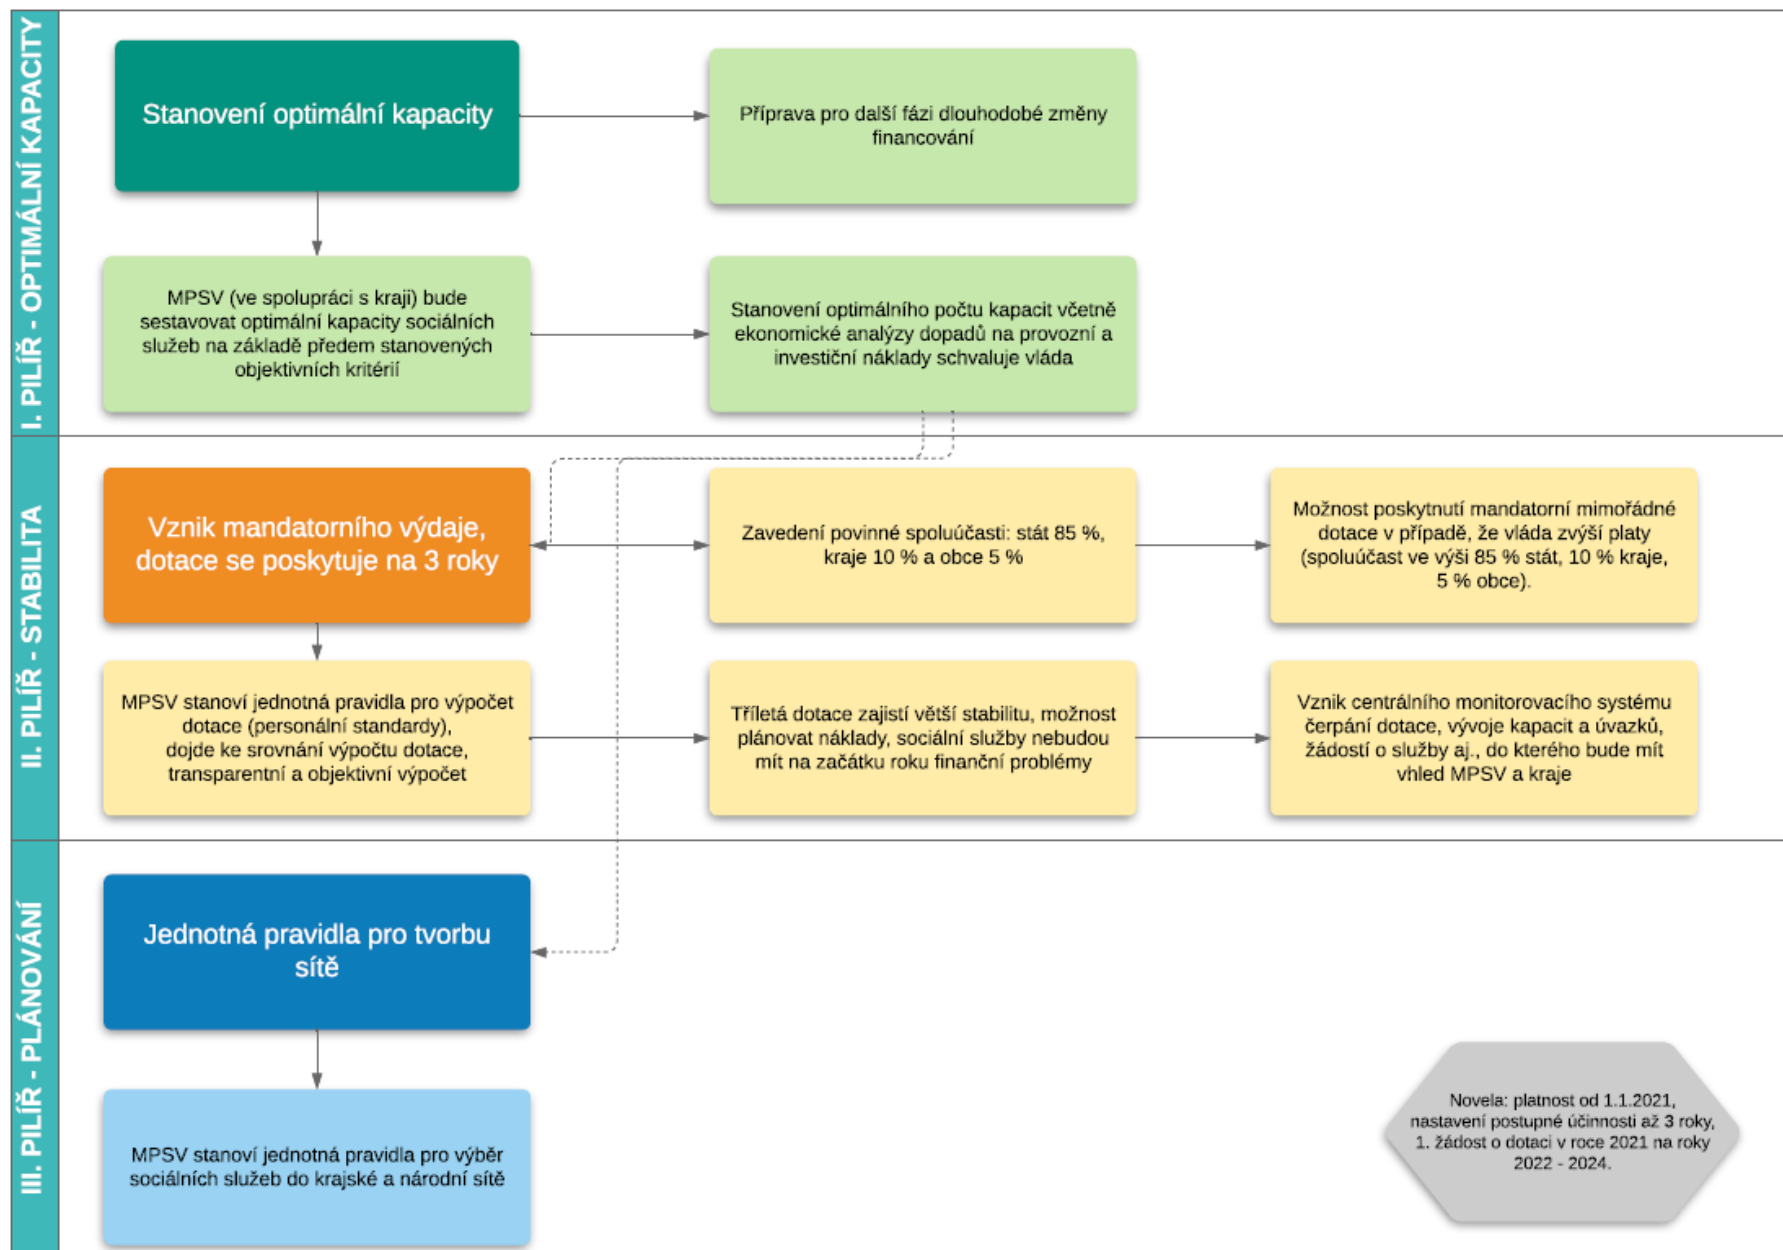 I. PILÍŘ - OPTIMÁLNÍ KAPACITY
Stanovení optimální kapacity
Příprava pro další fázi dlouhodobé změny
financování
MPSV (ve spolupráci s kraji) bude
sestavovat optimální kapacity sociálních
služeb na základě předem stanovených
objektivních kritérií
Stanovení optimálního počtu kapacit včetně
ekonomické analýzy dopadů na provozní a
investiční náklady schvaluje vláda
II. PILÍŘ - STABILITA
Vznik mandatorního výdaje,
dotace se poskytuje na 3 roky
Zavedení povinné spoluúčasti: stát 85 %,
kraje 10 % a obce 5 %
Možnost poskytnutí mandatorní mimořádné
dotace v případě, že vláda zvýší platy
(spoluúčast ve výši 85 % stát, 10 % kraje,
5 % obce).
MPSV stanoví jednotná pravidla pro výpočet
dotace (personální standardy),
dojde ke srovnání výpočtu dotace,
transparentní a objektivní výpočet
Tříletá dotace zajistí větší stabilitu, možnost
plánovat náklady, sociální služby nebudou
mít na začátku roku finanční problémy
Vznik centrálního monitorovacího systému
čerpání dotace, vývoje kapacit a úvazků,
žádostí o služby aj., do kterého bude mít
vhled MPSV a kraje
III. PILÍŘ - PLÁNOVÁNÍ
Jednotná pravidla pro tvorbu
sítě
MPSV stanoví jednotná pravidla pro výběr
sociálních služeb do krajské a národní sítě
Novela: platnost od 1.1.2021,
nastavení postupné účinnosti až 3 roky,
1. žádost o dotaci v roce 2021 na roky
2022 - 2024.